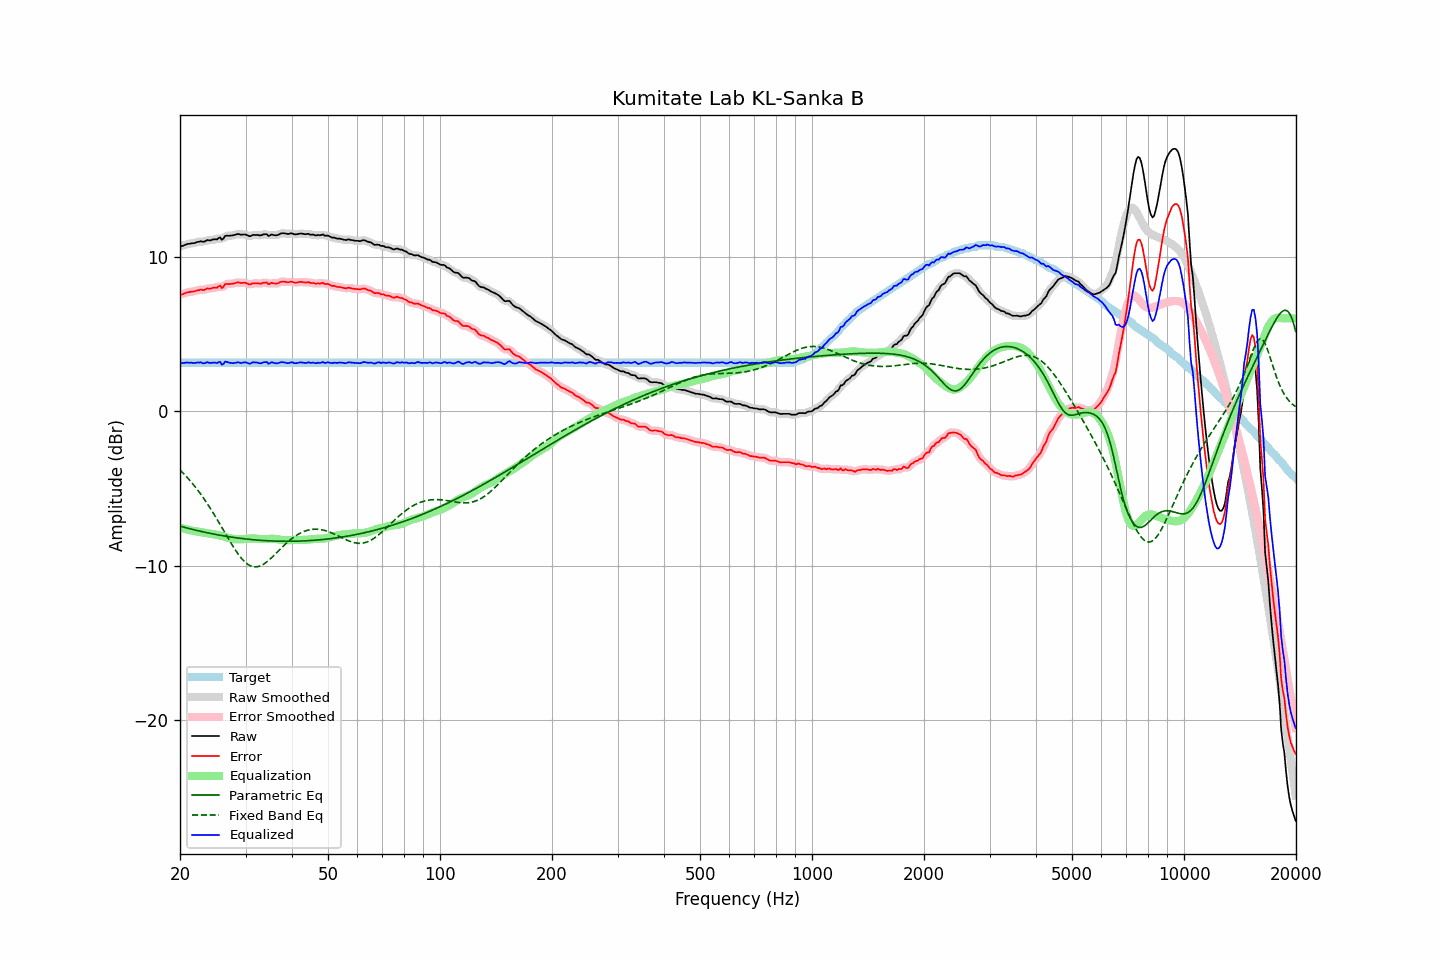 Kumitate Lab KL-Sanka B
Amplitude (dBr)
10
0
−10
−20
Target
Raw Smoothed
Error Smoothed
Raw
Error
Equalization
Parametric Eq
Fixed Band Eq
Equalized
20 50 100 200 500 1000 2000 5000 10000 20000
Frequency (Hz)